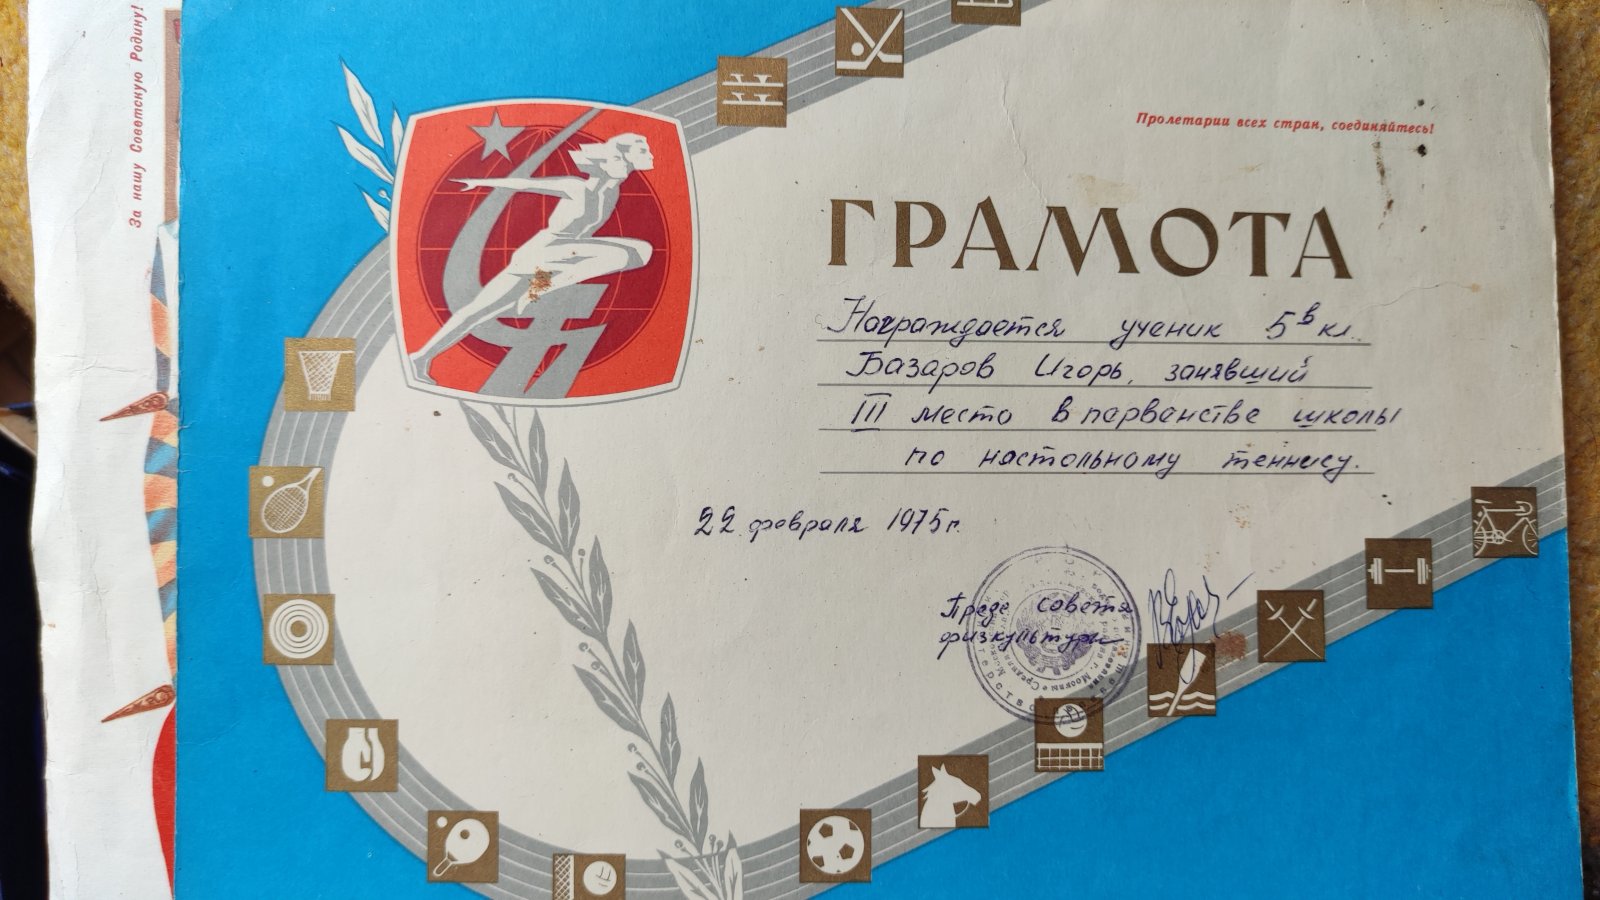 За нашу Советскую Родину!
Пролетарии всех стран, соединяйтесь!
ГРАМОТА
Награждается ученик 5 в кл.
Базаров Игорь, занявший
III место в первенстве школы
по настольному теннису.
22 февраля 1975 г.
Пред. совета
физкультуры